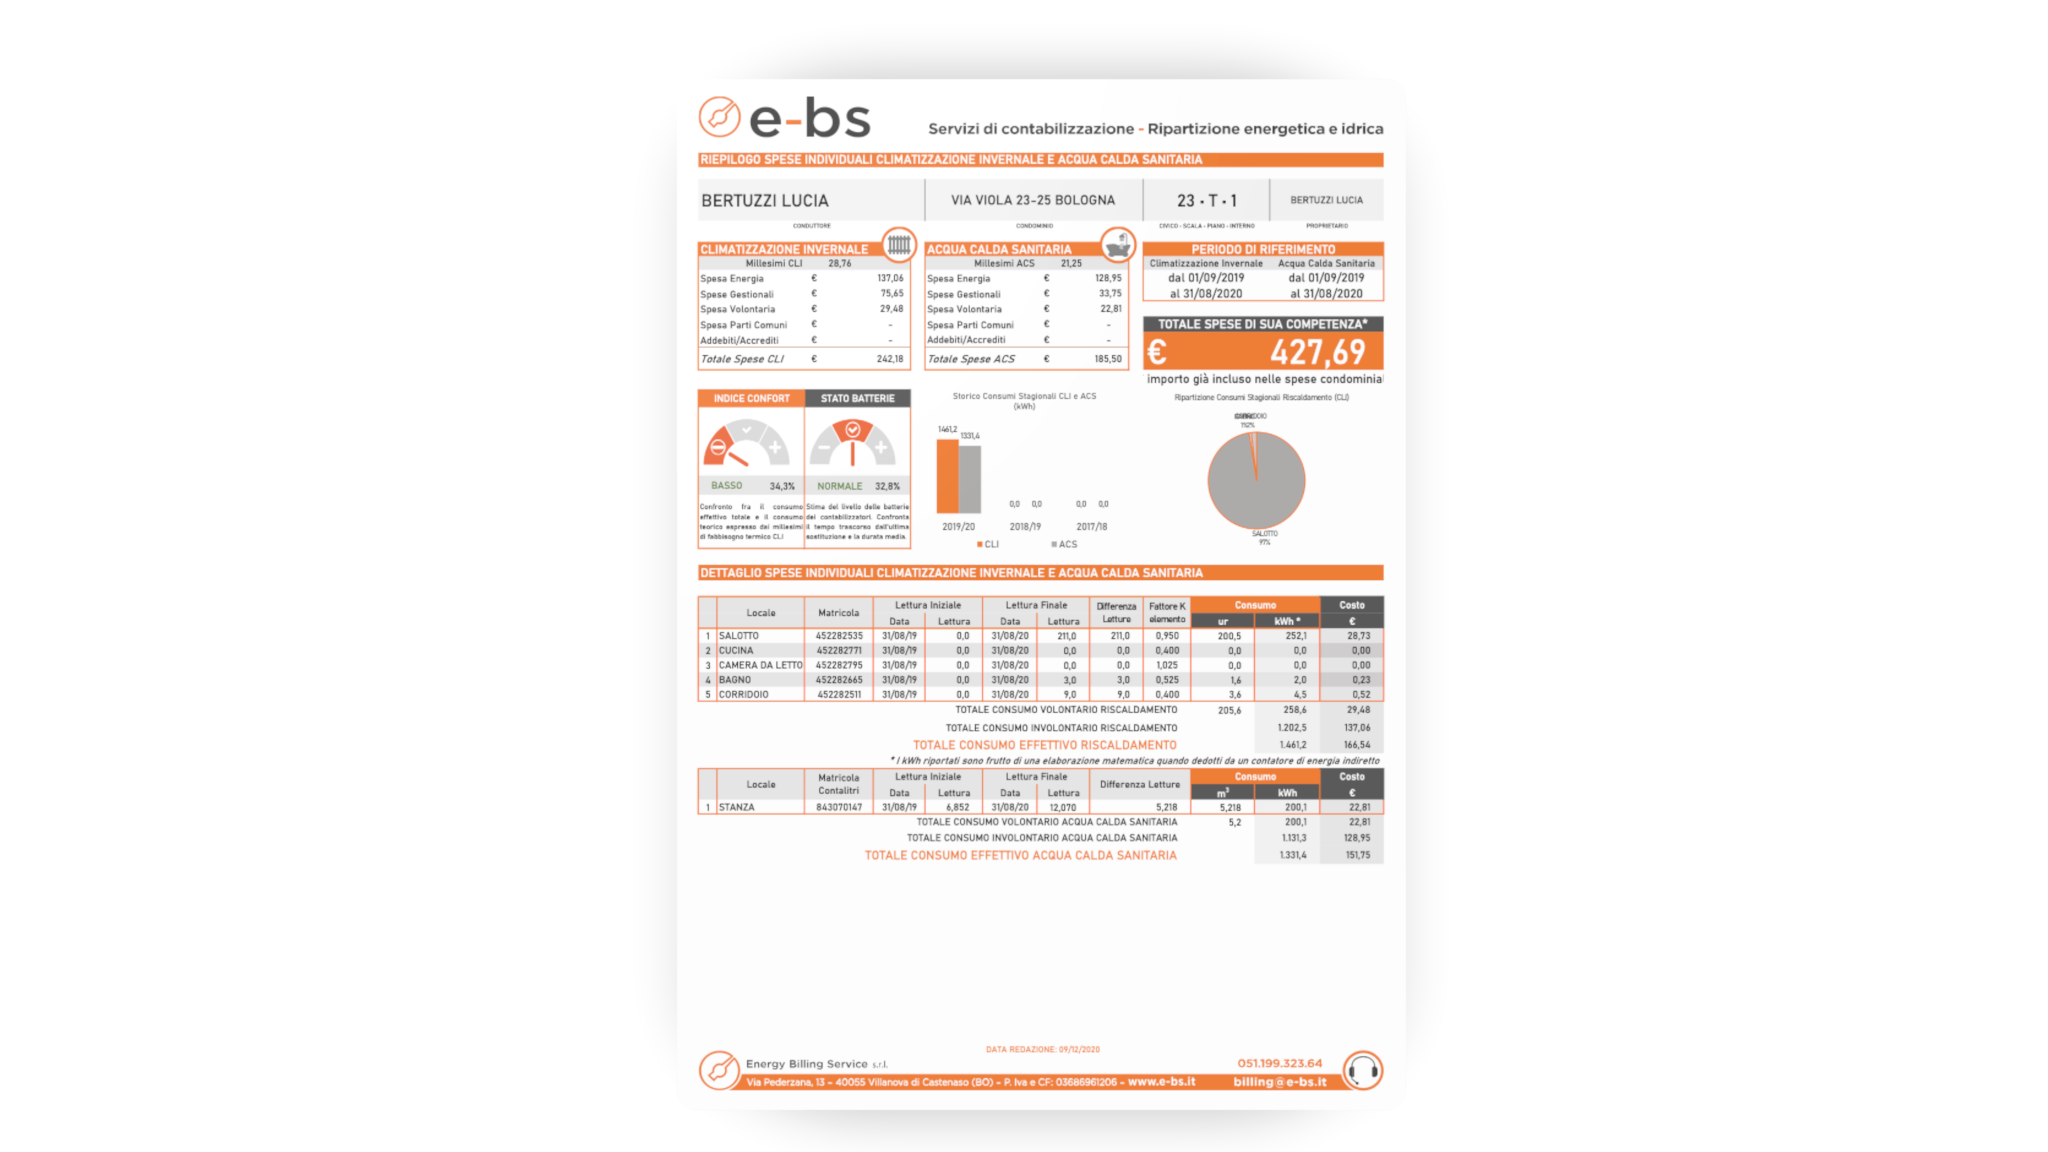 e-bs
Servizi di contabilizzazione - Ripartizione energetica e idrica
RIEPILOGO SPESE INDIVIDUALI CLIMATIZZAZIONE INVERNALE E ACQUA CALDA SANITARIA
BERTUZZI LUCIA VIA VIOLA 23-25 BOLOGNA 23 - T - 1 BERTUZZI LUCIA
CONDUTTORE CONDOMINIO CIVICO - SCALA - PIANO - INTERNO PROPRIETARIO
CLIMATIZZAZIONE INVERNALE
Millesimi CLI 28,76
Spesa Energia € 137,06
Spese Gestionali € 75,65
Spesa Volontaria € 29,48
Spesa Parti Comuni € -
Addebiti/Accrediti € -
Totale Spese CLI € 242,18
ACQUA CALDA SANITARIA
Millesimi ACS 21,25
Spesa Energia € 128,95
Spese Gestionali € 33,75
Spesa Volontaria € 22,81
Spesa Parti Comuni € -
Addebiti/Accrediti € -
Totale Spese ACS € 185,50
PERIODO DI RIFERIMENTO
Climatizzazione Invernale Acqua Calda Sanitaria
dal 01/09/2019 dal 01/09/2019
al 31/08/2020 al 31/08/2020
TOTALE SPESE DI SUA COMPETENZA*
€ 427,69
importo già incluso nelle spese condominial
INDICE CONFORT STATO BATTERIE
BASSO 34,3% NORMALE 32,8%
Confronto fra il consumo
effettivo totale e il consumo
teorico espresso dai millesimi
di fabbisogno termico CLI
Stima del livello delle batterie
dei contabilizzatori. Confronta
il tempo trascorso dall'ultima
sostituzione e la durata media.
Storico Consumi Stagionali CLI e ACS
(kWh)
1461,2
1331,4
0,0 0,0 0,0 0,0
2019/20 2018/19 2017/18
CLI ACS
Ripartizione Consumi Stagionali Riscaldamento (CLI)
SALOTTO
97%
DETTAGLIO SPESE INDIVIDUALI CLIMATIZZAZIONE INVERNALE E ACQUA CALDA SANITARIA
Locale Matricola Lettura Iniziale Lettura Finale Differenza Letture Fattore K elemento Consumo Costo
Data Lettura Data Lettura ur kWh * €
1 SALOTTO 452282535 31/08/19 0,0 31/08/20 211,0 211,0 0,950 200,5 252,1 28,73
2 CUCINA 452282771 31/08/19 0,0 31/08/20 0,0 0,0 0,400 0,0 0,0 0,00
3 CAMERA DA LETTO 452282795 31/08/19 0,0 31/08/20 0,0 0,0 1,025 0,0 0,0 0,00
4 BAGNO 452282665 31/08/19 0,0 31/08/20 3,0 3,0 0,525 1,6 2,0 0,23
5 CORRIDOIO 452282511 31/08/19 0,0 31/08/20 9,0 9,0 0,400 3,6 4,5 0,52
TOTALE CONSUMO VOLONTARIO RISCALDAMENTO 205,6 258,6 29,48
TOTALE CONSUMO INVOLONTARIO RISCALDAMENTO 1.202,5 137,06
TOTALE CONSUMO EFFETTIVO RISCALDAMENTO 1.461,2 166,54
* I kWh riportati sono frutto di una elaborazione matematica quando dedotti da un contatore di energia indiretto
Locale Matricola Contalitri Lettura Iniziale Lettura Finale Differenza Letture Consumo Costo
Data Lettura Data Lettura m³ kWh €
1 STANZA 843070147 31/08/19 6,852 31/08/20 12,070 5,218 5,218 200,1 22,81
TOTALE CONSUMO VOLONTARIO ACQUA CALDA SANITARIA 5,2 200,1 22,81
TOTALE CONSUMO INVOLONTARIO ACQUA CALDA SANITARIA 1.131,3 128,95
TOTALE CONSUMO EFFETTIVO ACQUA CALDA SANITARIA 1.331,4 151,75
DATA REDAZIONE: 09/12/2020
Energy Billing Service s.r.l. 051.199.323.64
Via Pederzana, 13 - 40055 Villanova di Castenaso (BO) - P. Iva e CF: 03686961206 - www.e-bs.it billing@e-bs.it